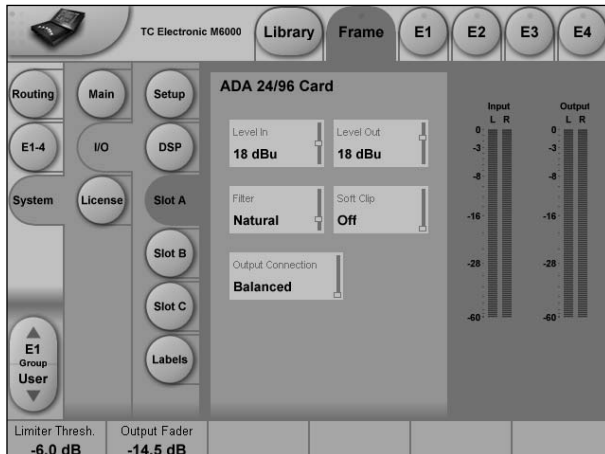 TC Electronic M6000
Library
Frame
E1
E2
E3
E4
Routing
Main
Setup
E1-4
I/O
DSP
System
License
Slot A
Slot B
Slot C
Labels
E1
Group
User
ADA 24/96 Card
Level In
18 dBu
Level Out
18 dBu
Filter
Natural
Soft Clip
Off
Output Connection
Balanced
Input
L R
Output
L R
0
-3
-8
-16
-28
-60
0
-3
-8
-16
-28
-60
Limiter Thresh.
-6.0 dB
Output Fader
-14.5 dB